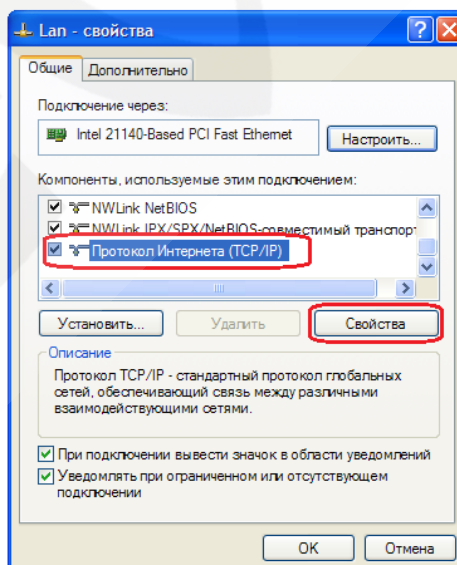 Lan - свойства
Общие
Дополнительно
Подключение через:
Intel 21140-Based PCI Fast Ethernet
Настроить...
Компоненты, используемые этим подключением:
NWLink NetBIOS
NWLink IPX/SPX/NetBIOS-совместимый транспор
Протокол Интернета (TCP/IP)
Установить...
Удалить
Свойства
Описание
Протокол TCP/IP - стандартный протокол глобальных
сетей, обеспечивающий связь между различными
взаимодействующими сетями.
При подключении вывести значок в области уведомлений
Уведомлять при ограниченном или отсутствующем
подключении
OK
Отмена